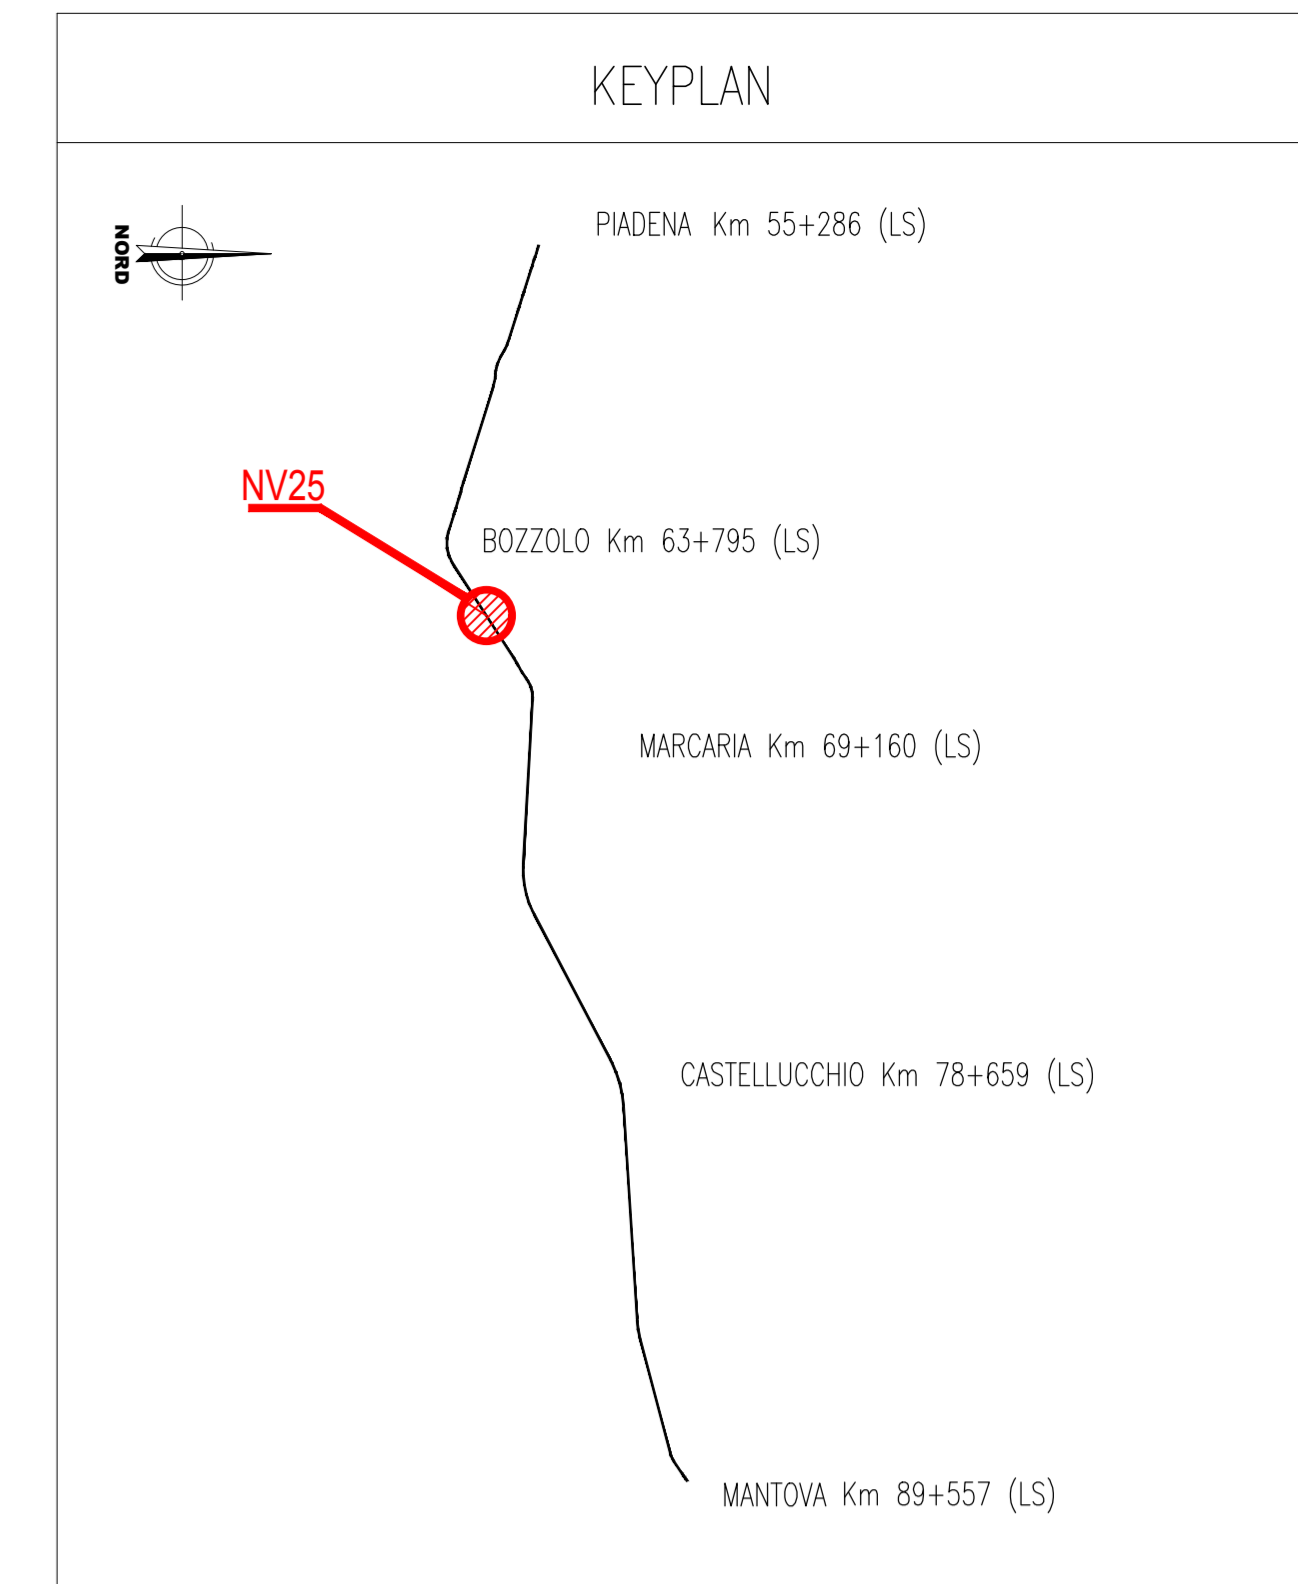 KEYPLAN
NORD
PIADENA Km 55+286 (LS)
NV25
BOZZOLO Km 63+795 (LS)
MARCARIA Km 69+160 (LS)
CASTELLUCCHIO Km 78+659 (LS)
MANTOVA Km 89+557 (LS)